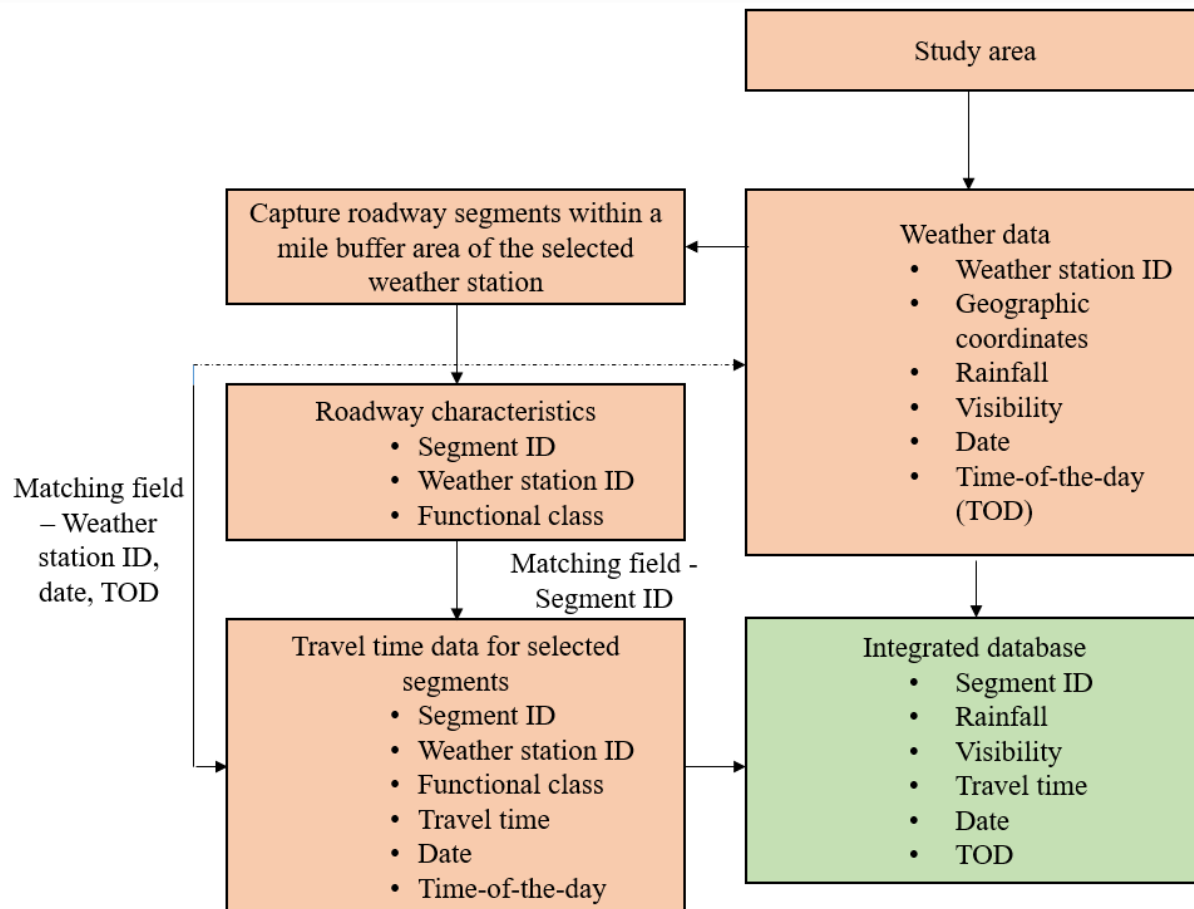 Study area
Capture roadway segments within a
mile buffer area of the selected
weather station
Weather data
• Weather station ID
• Geographic
coordinates
• Rainfall
• Visibility
• Date
• Time-of-the-day
(TOD)
Roadway characteristics
• Segment ID
• Weather station ID
• Functional class
Matching field
– Weather
station ID,
date, TOD
Matching field -
Segment ID
Travel time data for selected
segments
• Segment ID
• Weather station ID
• Functional class
• Travel time
• Date
• Time-of-the-day
Integrated database
• Segment ID
• Rainfall
• Visibility
• Travel time
• Date
• TOD